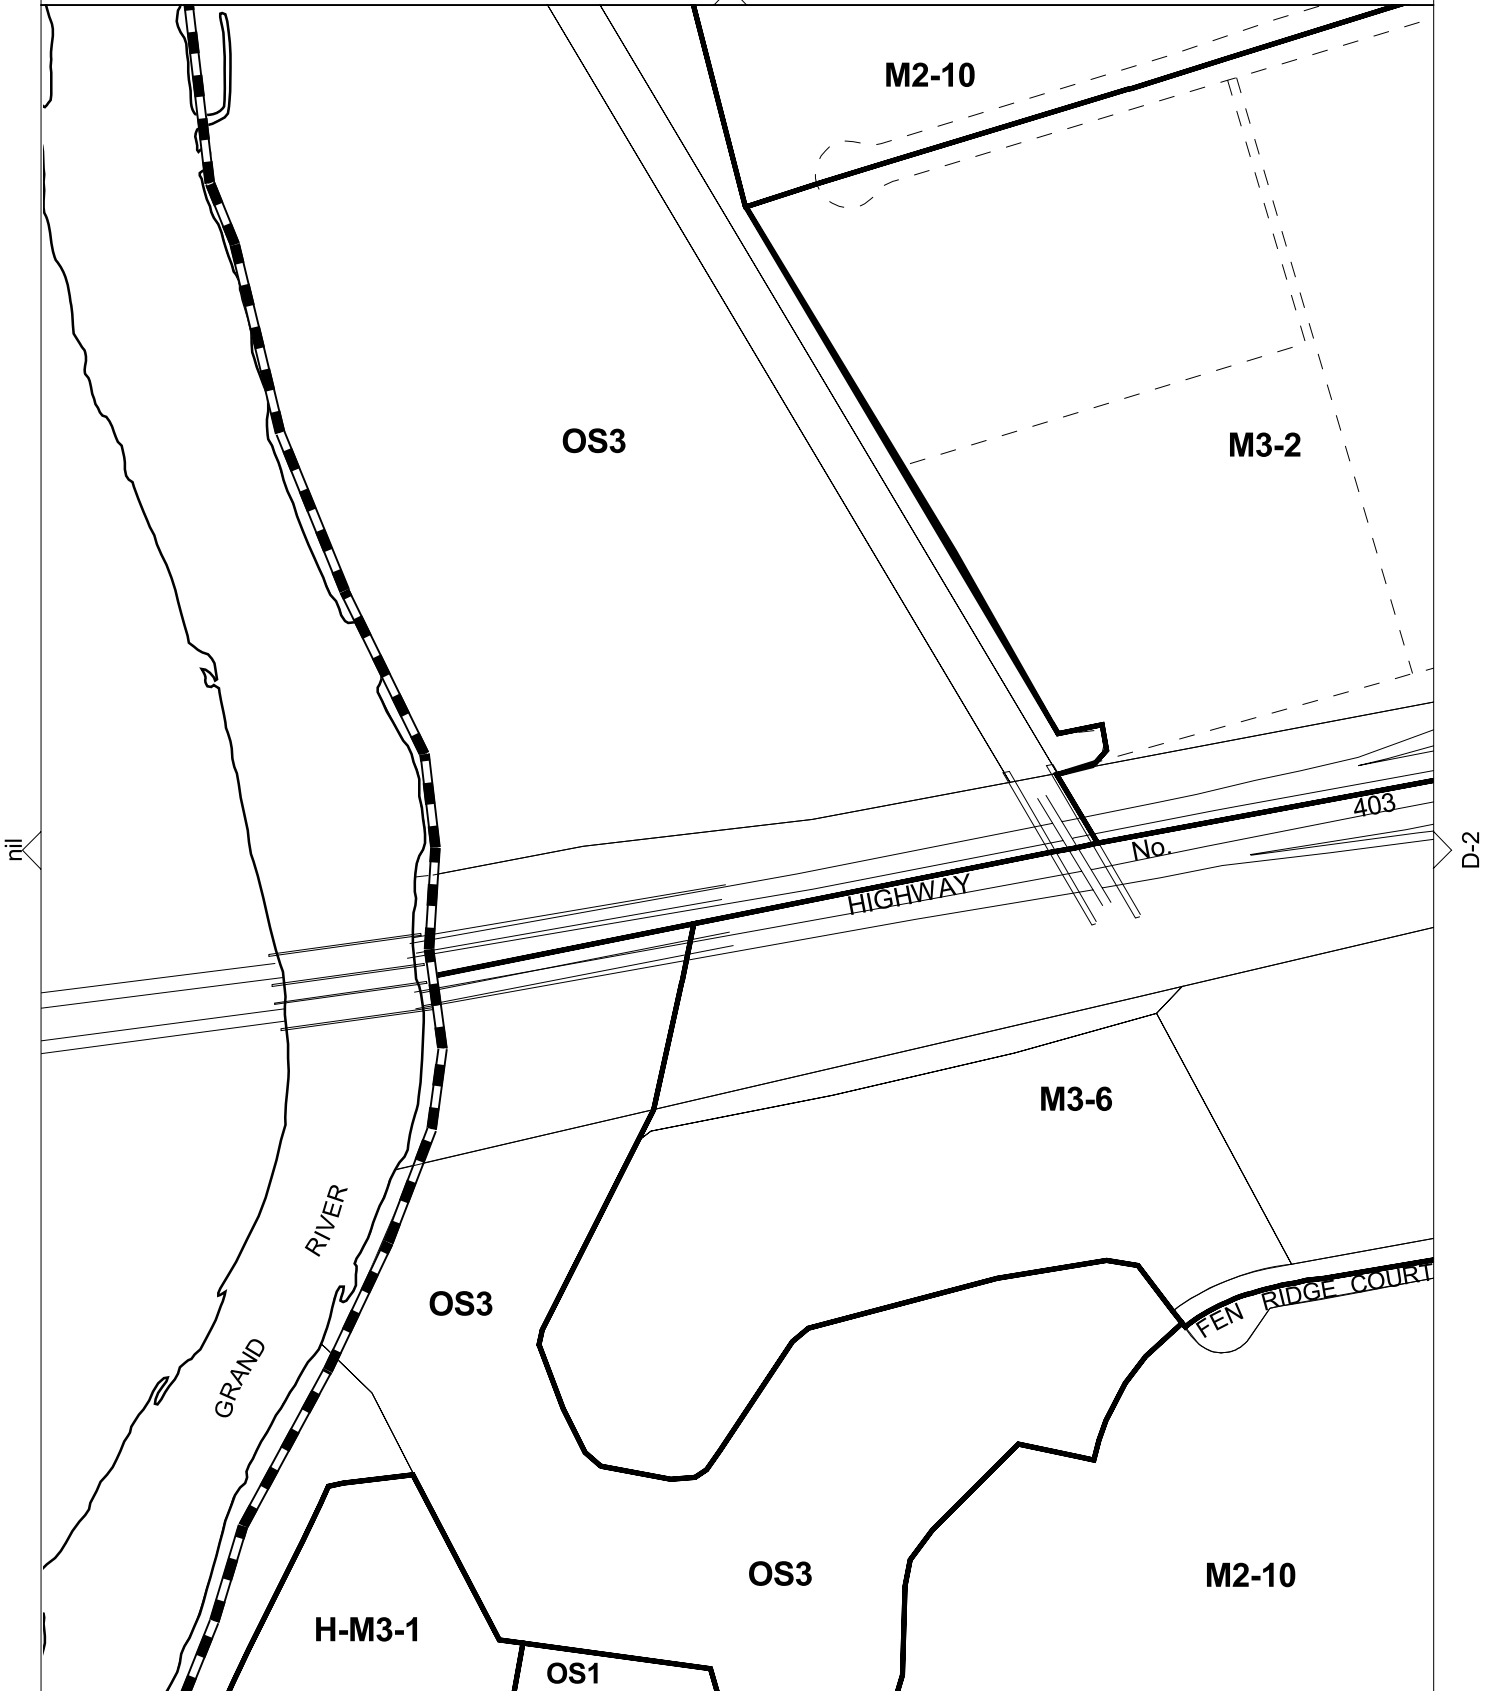 M2-10
OS3
M3-2
403
No.
HIGHWAY
nil
D-2
M3-6
RIVER
GRAND
OS3
FEN RIDGE COURT
OS3
M2-10
H-M3-1
OS1